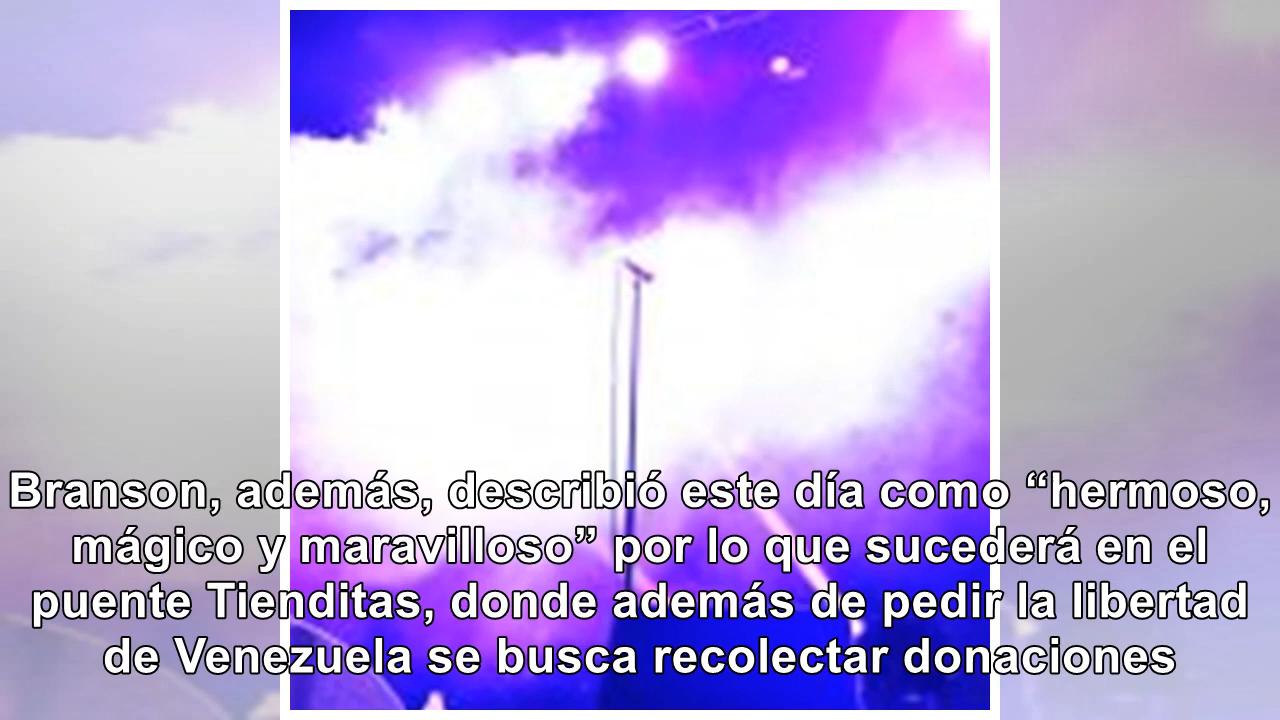 Branson, además, describió este día como “hermoso,
mágico y maravilloso” por lo que sucederá en el
puente Tienditas, donde además de pedir la libertad
de Venezuela se busca recolectar donaciones